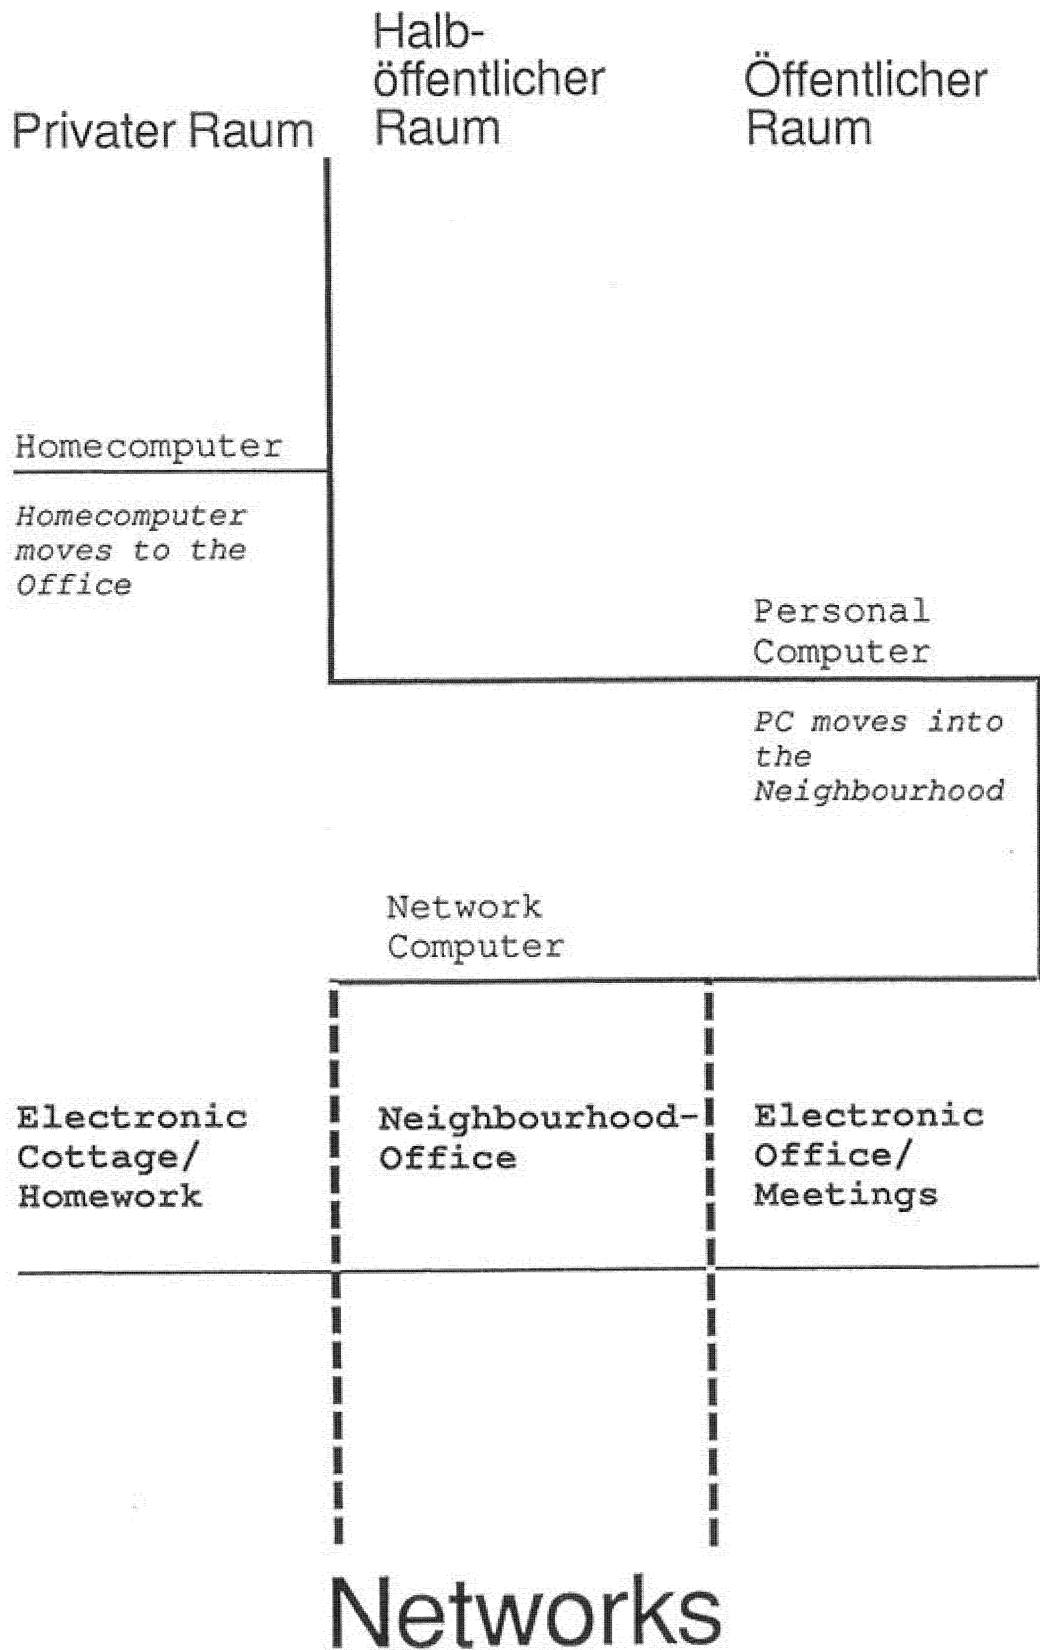 Privater Raum
Halb-
öffentlicher
Raum
Öffentlicher
Raum
Homecomputer
Homecomputer
moves to the
Office
Personal
Computer
PC moves into
the
Neighbourhood
Network
Computer
Electronic
Cottage/
Homework
Neighbourhood-
Office
Electronic
Office/
Meetings
Networks